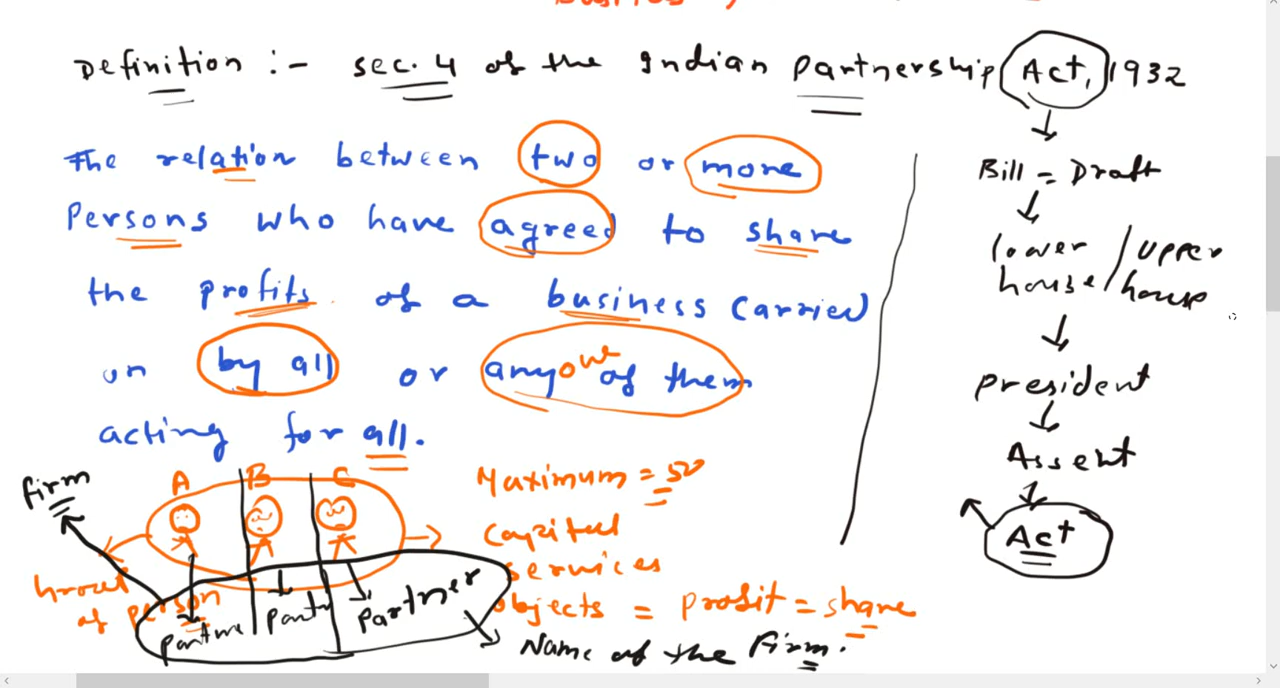 Definition :- sec. 4 of the Indian Partnership Act, 1932
The relation between two or more
Persons who have agreed to share
the profits of a business carried
on by all or anyone of them
acting for all.
Bill = Draft
lower house / upper house
president
Assent
Act
firm
A B C
Maximum = 50
Capital
services
objects = profit = share
of person
Partner
Name of the Firm.